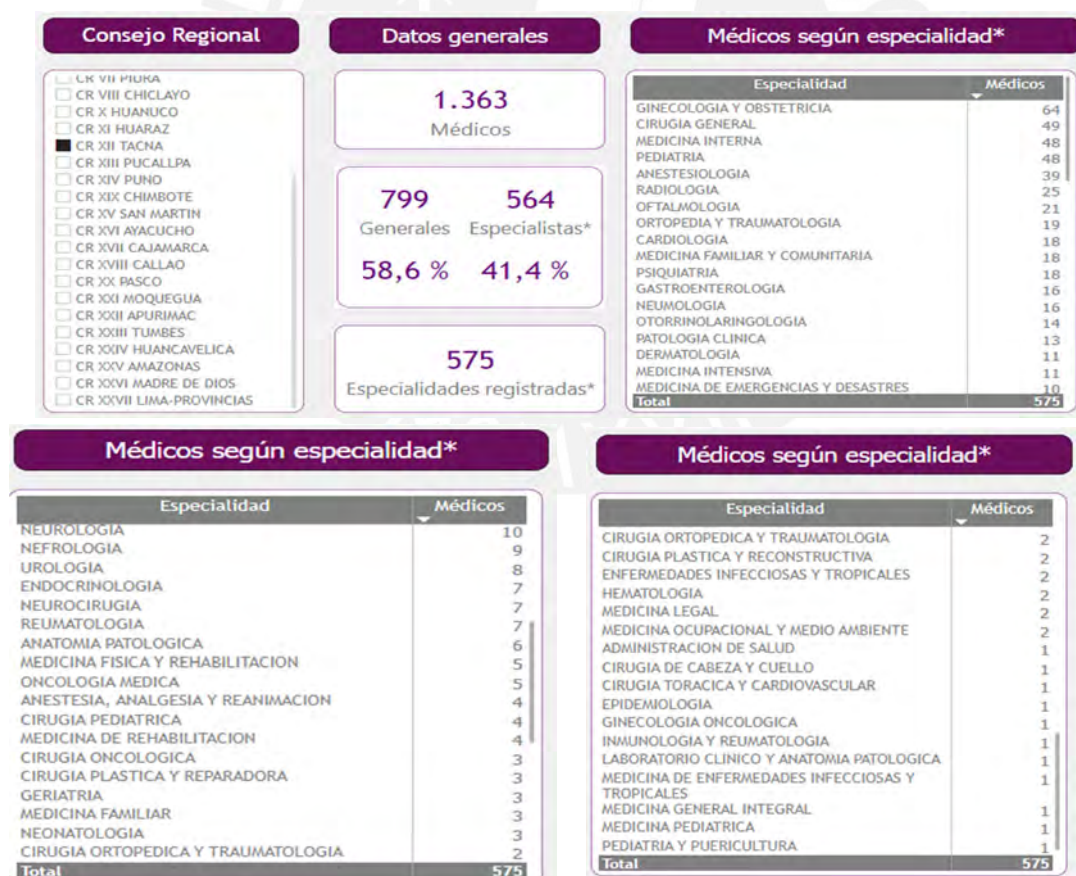 Consejo Regional
CR VII PIURA
CR VIII CHICLAYO
CR X HUANUCO
CR XI HUARAZ
CR XII TACNA
CR XIII PUCALLPA
CR XIV PUNO
CR XIX CHIMBOTE
CR XV SAN MARTIN
CR XVI AYACUCHO
CR XVII CAJAMARCA
CR XVIII CALLAO
CR XX PASCO
CR XXI MOQUEGUA
CR XXII APURIMAC
CR XXIII TUMBES
CR XXIV HUANCAVELICA
CR XXV AMAZONAS
CR XXVI MADRE DE DIOS
CR XXVII LIMA-PROVINCIAS
Datos generales
1.363
Médicos
799 564
Generales Especialistas*
58,6 % 41,4 %
575
Especialidades registradas*
Médicos según especialidad*
Especialidad Médicos
GINECOLOGIA Y OBSTETRICIA 64
CIRUGIA GENERAL 49
MEDICINA INTERNA 48
PEDIATRIA 48
ANESTESIOLOGIA 39
RADIOLOGIA 25
OFTALMOLOGIA 21
ORTOPEDIA Y TRAUMATOLOGIA 19
CARDIOLOGIA 18
MEDICINA FAMILIAR Y COMUNITARIA 18
PSIQUIATRIA 18
GASTROENTEROLOGIA 16
NEUMOLOGIA 16
OTORRINOLARINGOLOGIA 14
PATOLOGIA CLINICA 13
DERMATOLOGIA 11
MEDICINA INTENSIVA 11
MEDICINA DE EMERGENCIAS Y DESASTRES 10
Total 575
Médicos según especialidad*
Especialidad Médicos
NEUROLOGIA 10
NEFROLOGIA 9
UROLOGIA 8
ENDOCRINOLOGIA 7
NEUROCIRUGIA 7
REUMATOLOGIA 7
ANATOMIA PATOLOGICA 6
MEDICINA FISICA Y REHABILITACION 5
ONCOLOGIA MEDICA 5
ANESTESIA, ANALGESIA Y REANIMACION 4
CIRUGIA PEDIATRICA 4
MEDICINA DE REHABILITACION 4
CIRUGIA ONCOLOGICA 3
CIRUGIA PLASTICA Y REPARADORA 3
GERIATRIA 3
MEDICINA FAMILIAR 3
NEONATOLOGIA 3
CIRUGIA ORTOPEDICA Y TRAUMATOLOGIA 2
Total 575
Médicos según especialidad*
Especialidad Médicos
CIRUGIA ORTOPEDICA Y TRAUMATOLOGIA 2
CIRUGIA PLASTICA Y RECONSTRUCTIVA 2
ENFERMEDADES INFECCIOSAS Y TROPICALES 2
HEMATOLOGIA 2
MEDICINA LEGAL 2
MEDICINA OCUPACIONAL Y MEDIO AMBIENTE 2
ADMINISTRACION DE SALUD 1
CIRUGIA DE CABEZA Y CUELLO 1
CIRUGIA TORACICA Y CARDIOVASCULAR 1
EPIDEMIOLOGIA 1
GINECOLOGIA ONCOLOGICA 1
INMUNOLOGIA Y REUMATOLOGIA 1
LABORATORIO CLINICO Y ANATOMIA PATOLOGICA 1
MEDICINA DE ENFERMEDADES INFECCIOSAS Y 1
TROPICALES
MEDICINA GENERAL INTEGRAL 1
MEDICINA PEDIATRICA 1
PEDIATRIA Y PUERICULTURA 1
Total 575